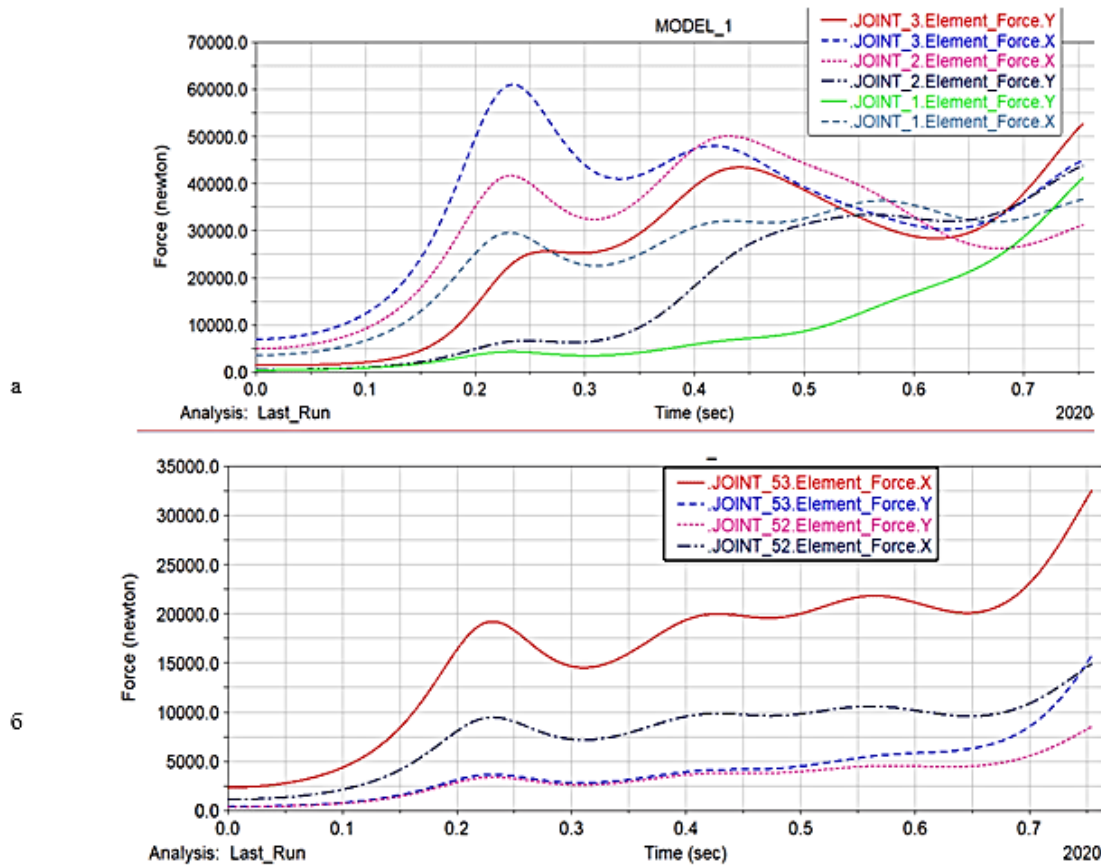 MODEL_1
.JOINT_3.Element_Force.Y
.JOINT_3.Element_Force.X
.JOINT_2.Element_Force.X
.JOINT_2.Element_Force.Y
.JOINT_1.Element_Force.Y
.JOINT_1.Element_Force.X
70000.0
60000.0
50000.0
40000.0
30000.0
20000.0
10000.0
0.0
Force (newton)
0.0 0.1 0.2 0.3 0.4 0.5 0.6 0.7
Analysis: Last_Run Time (sec) 2020-
а
.JOINT_53.Element_Force.X
.JOINT_53.Element_Force.Y
.JOINT_52.Element_Force.Y
.JOINT_52.Element_Force.X
35000.0
30000.0
25000.0
20000.0
15000.0
10000.0
5000.0
0.0
Force (newton)
0.0 0.1 0.2 0.3 0.4 0.5 0.6 0.7
Analysis: Last_Run Time (sec) 2020
б